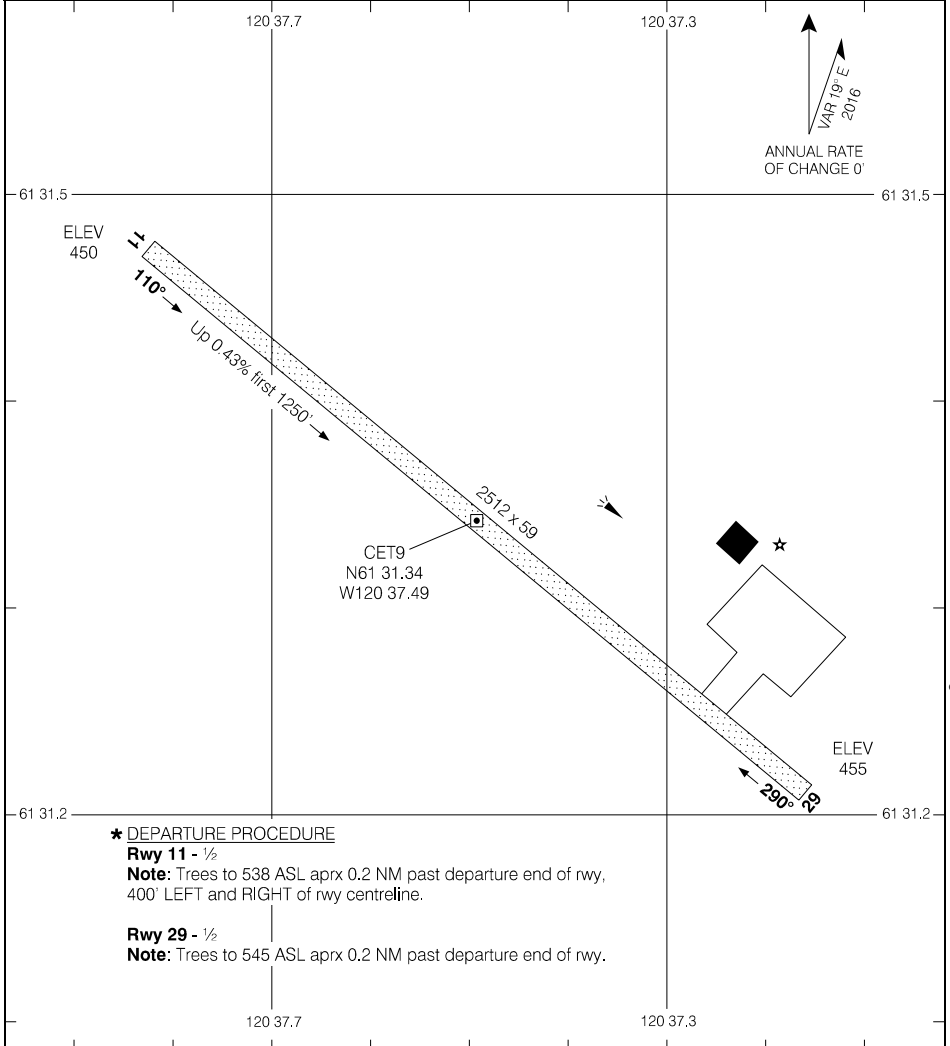 120 37.7
120 37.3
VAR 19° E
2016
ANNUAL RATE
OF CHANGE 0'
61 31.5
61 31.5
ELEV
450
11
110°
Up 0.43% first 1250'
2512 x 59
CET9
N61 31.34
W120 37.49
ELEV
455
290°
29
61 31.2
61 31.2
* DEPARTURE PROCEDURE
Rwy 11 - ½
Note: Trees to 538 ASL aprx 0.2 NM past departure end of rwy,
400' LEFT and RIGHT of rwy centreline.
Rwy 29 - ½
Note: Trees to 545 ASL aprx 0.2 NM past departure end of rwy.
120 37.7
120 37.3